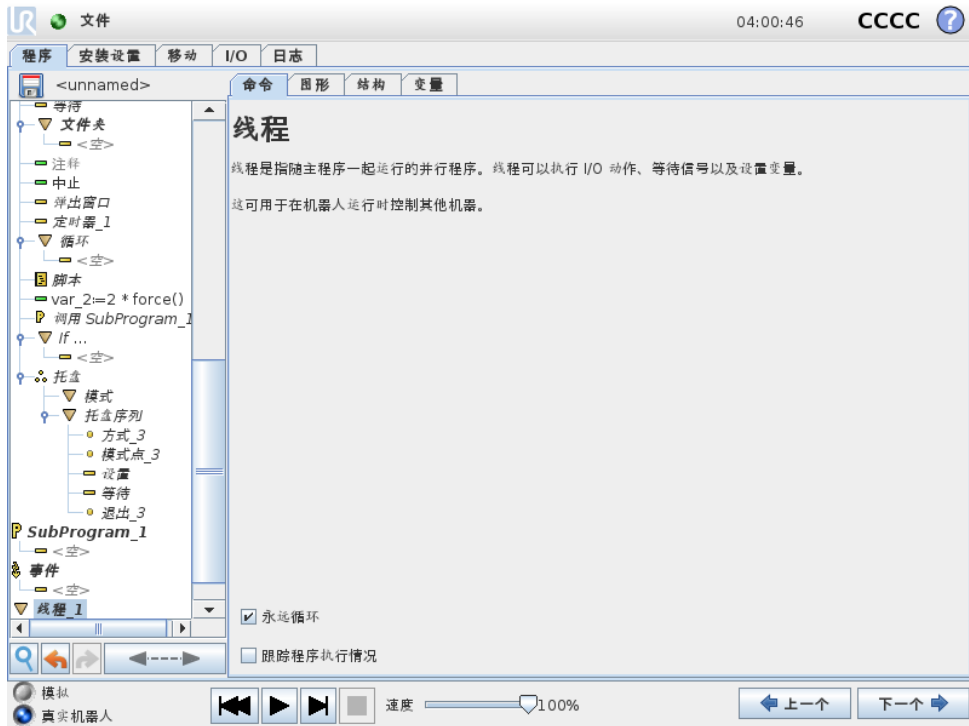 UR 文件 04:00:46 CCCC ?
程序 安装设置 移动 I/O 日志
<unnamed>
命令 图形 结构 变量
等待
文件夹
<空>
注释
中止
弹出窗口
定时器_1
循环
<空>
脚本
var_2:=2 * force()
调用 SubProgram_1
If ...
<空>
托盘
模式
托盘序列
方式_3
模式点_3
设置
等待
退出_3
SubProgram_1
<空>
事件
<空>
线程_1
线程
线程是指随主程序一起运行的并行程序。线程可以执行 I/O 动作、等待信号以及设置变量。
这可用于在机器人运行时控制其他机器。
永远循环
跟踪程序执行情况
模拟
真实机器人
速度 100%
上一个 下一个